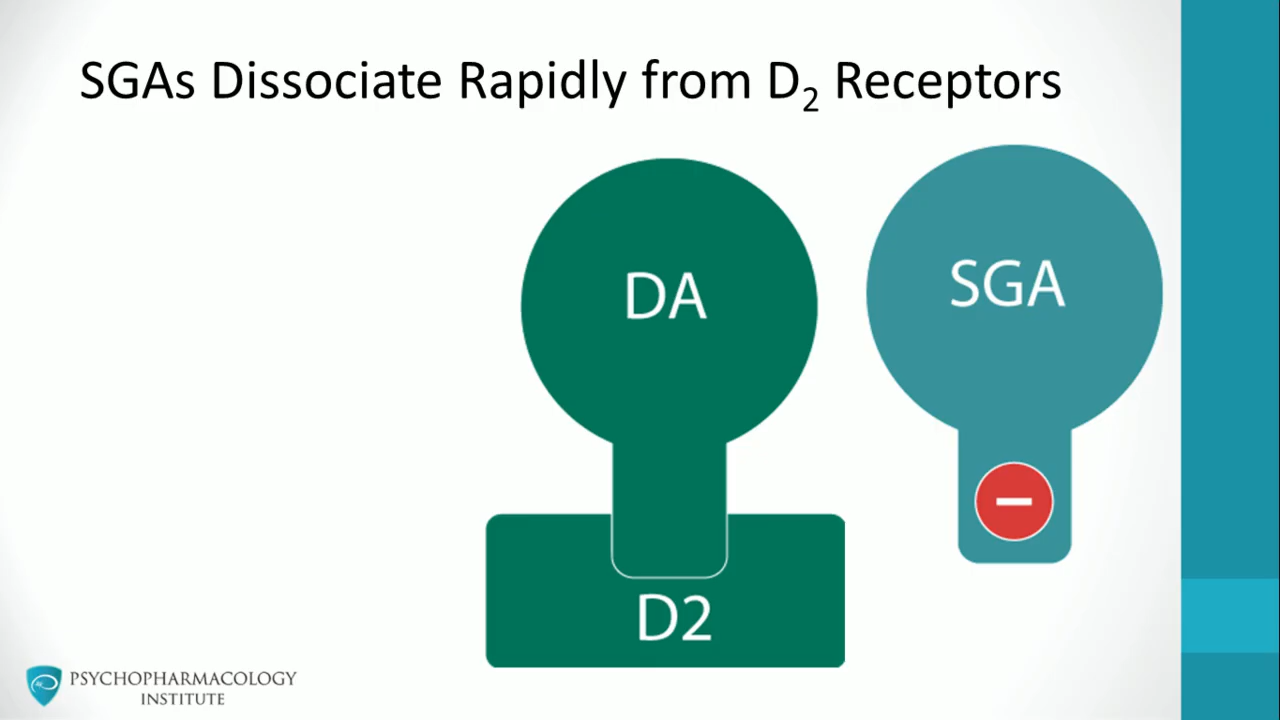 SGAs Dissociate Rapidly from D₂ Receptors
DA
SGA
D2
PSYCHOPHARMACOLOGY
INSTITUTE